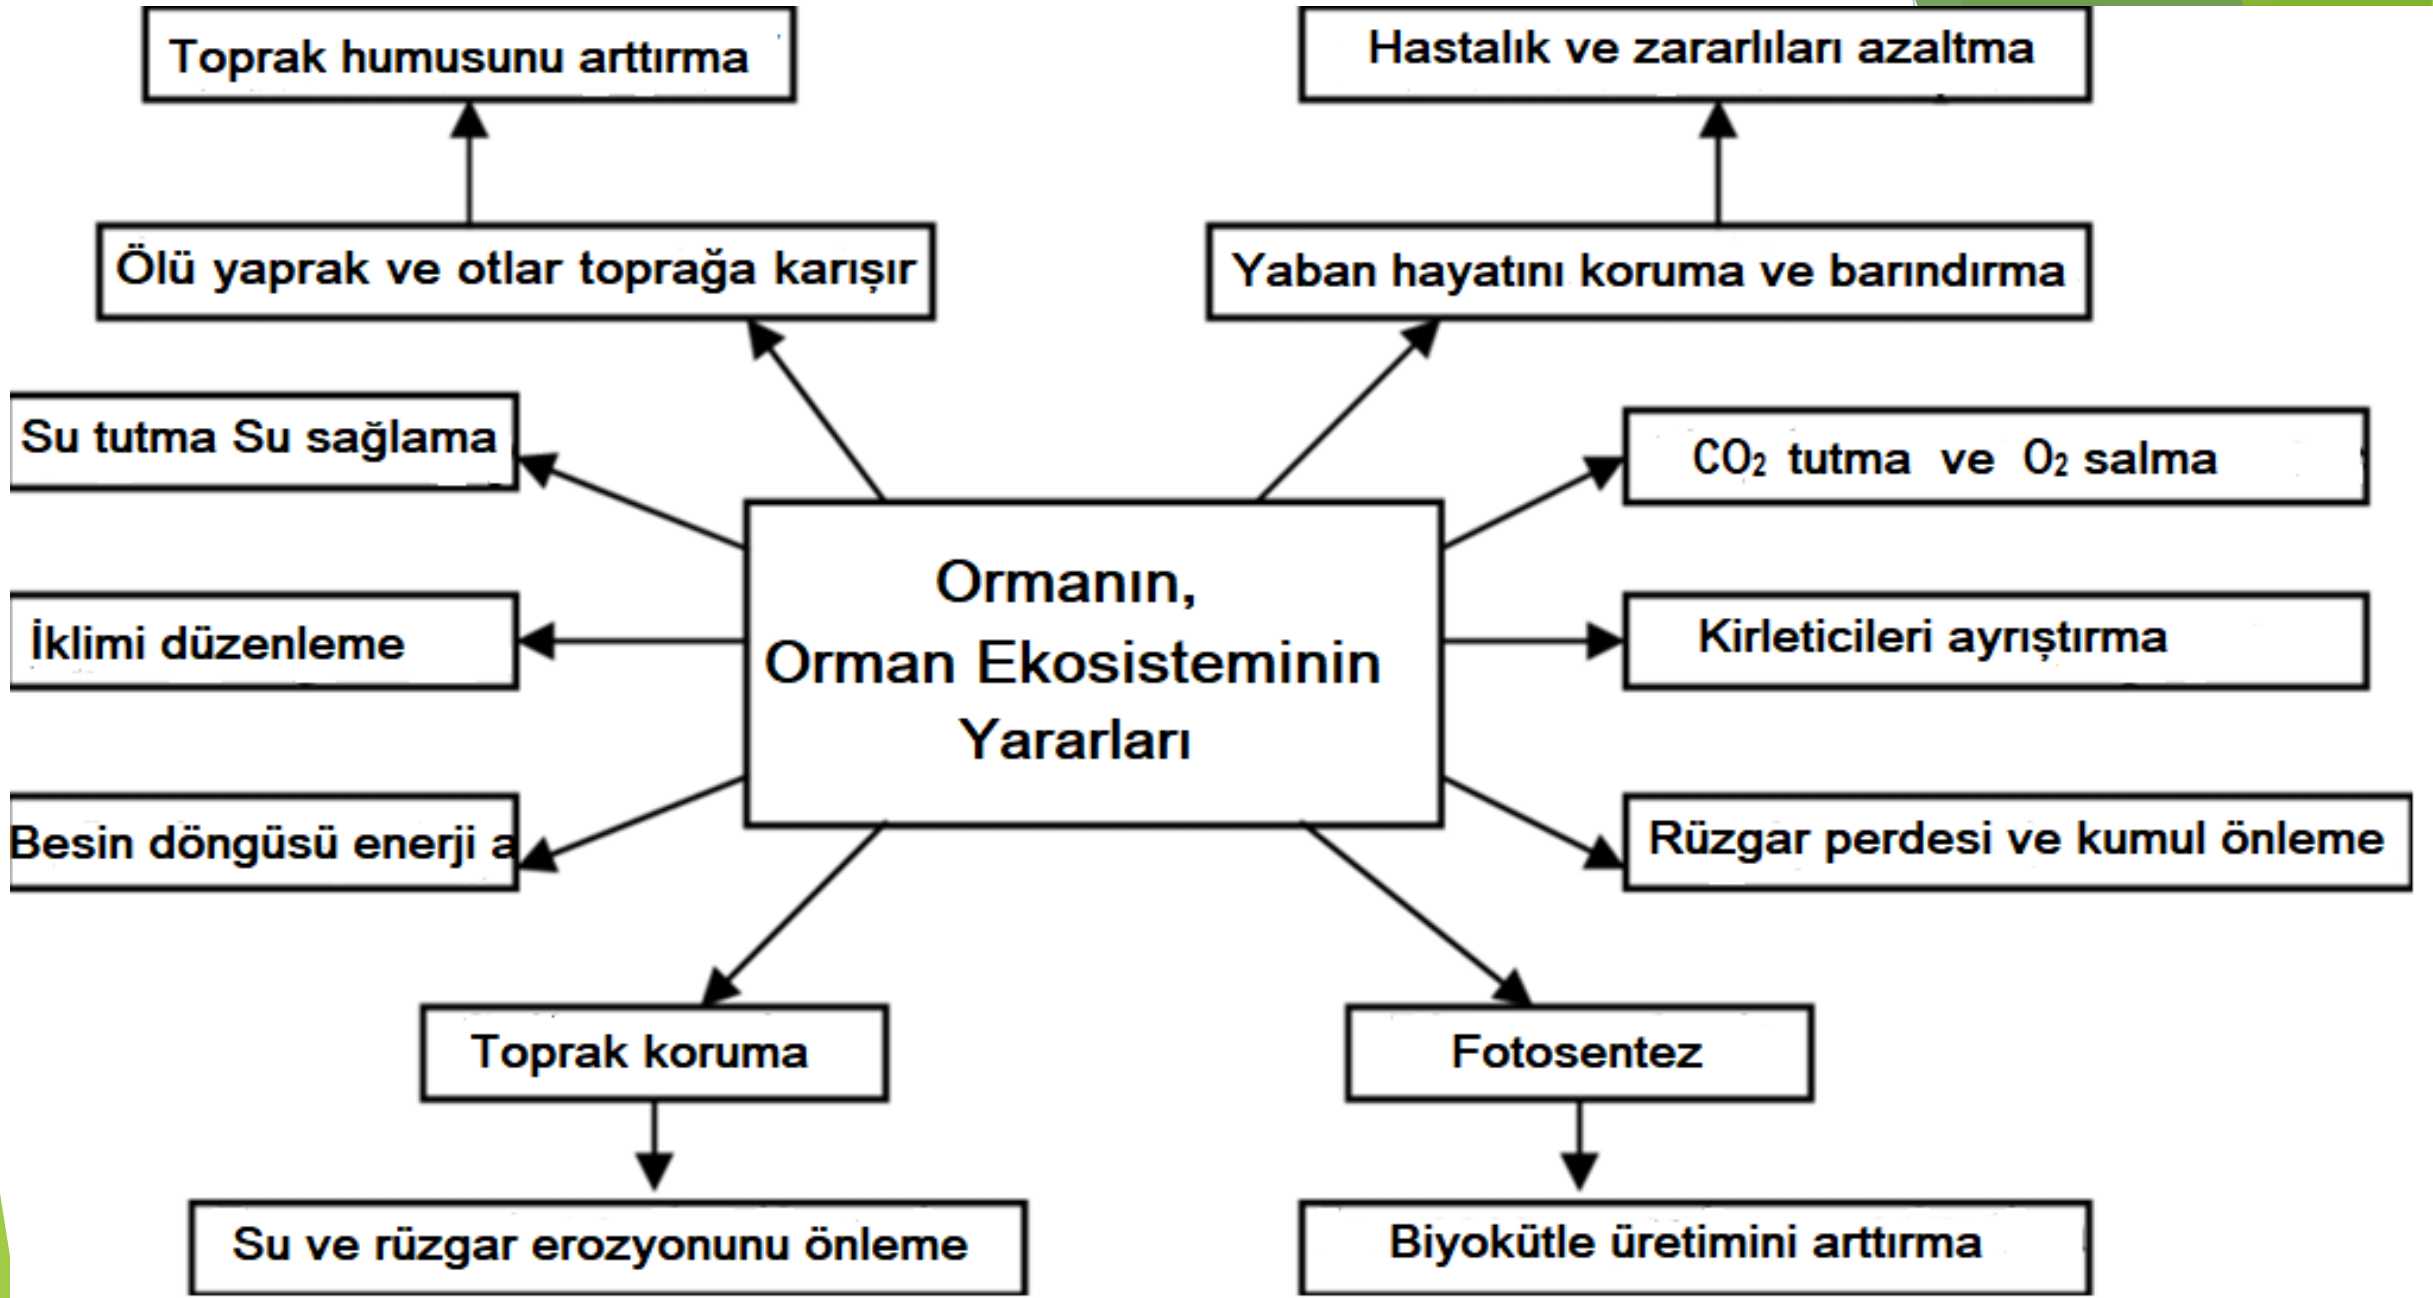 Toprak humusunu arttırma
Hastalık ve zararlıları azaltma
Ölü yaprak ve otlar toprağa karışır
Yaban hayatını koruma ve barındırma
Su tutma Su sağlama
CO₂ tutma ve O₂ salma
Ormanın,
Orman Ekosisteminin
Yararları
İklimi düzenleme
Kirleticileri ayrıştırma
Besin döngüsü enerji a
Rüzgar perdesi ve kumul önleme
Toprak koruma
Fotosentez
Su ve rüzgar erozyonunu önleme
Biyokütle üretimini arttırma